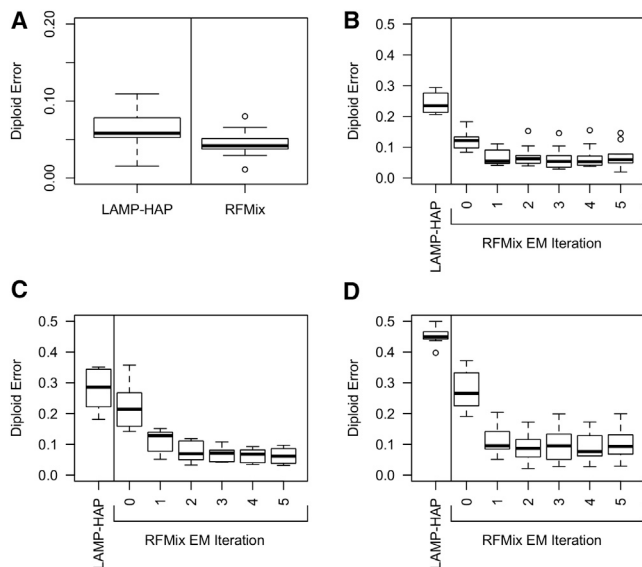 A
Diploid Error
0.20
0.10
0.00
LAMP-HAP
RFMix
B
Diploid Error
0.5
0.4
0.3
0.2
0.1
0.0
LAMP-HAP
0 1 2 3 4 5
RFMix EM Iteration
C
Diploid Error
0.5
0.4
0.3
0.2
0.1
0.0
LAMP-HAP
0 1 2 3 4 5
RFMix EM Iteration
D
Diploid Error
0.5
0.4
0.3
0.2
0.1
0.0
LAMP-HAP
0 1 2 3 4 5
RFMix EM Iteration